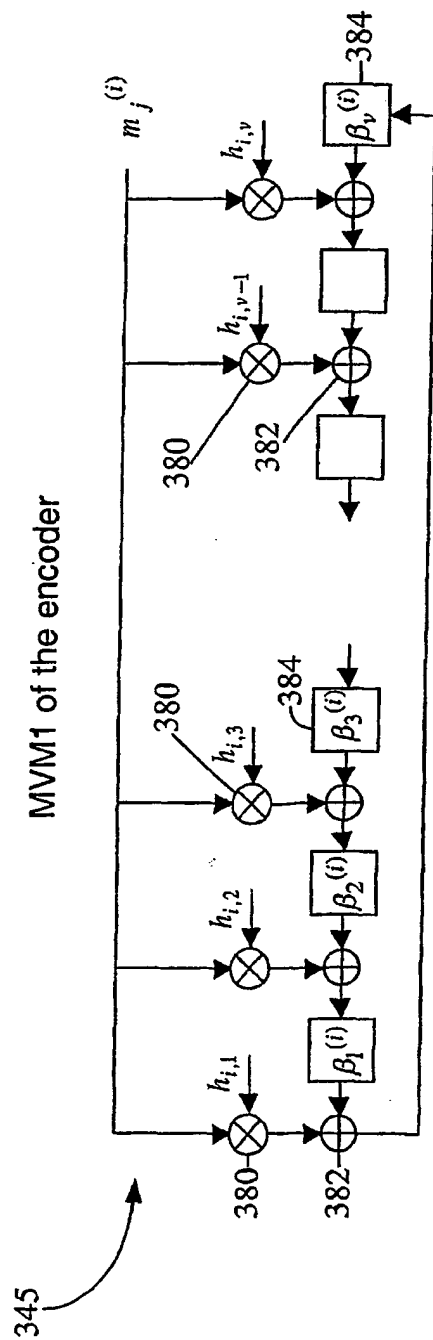 MVM1 of the encoder
345
m_j^{(i)}
h_{i,1}
h_{i,2}
h_{i,3}
h_{i,v-1}
h_{i,v}
380
380
380
382
382
384
384
β_1^{(i)}
β_2^{(i)}
β_3^{(i)}
β_v^{(i)}